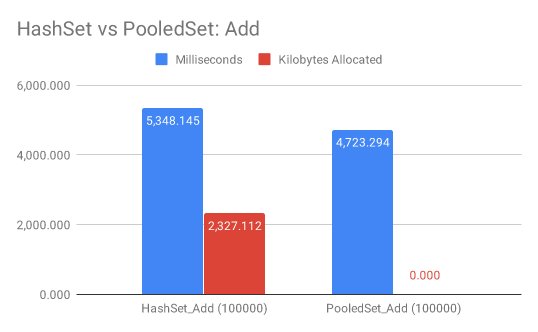 HashSet vs PooledSet: Add
Milliseconds Kilobytes Allocated
6,000.000
5,348.145
4,723.294
4,000.000
2,327.112
2,000.000
0.000
0.000
HashSet_Add (100000) PooledSet_Add (100000)